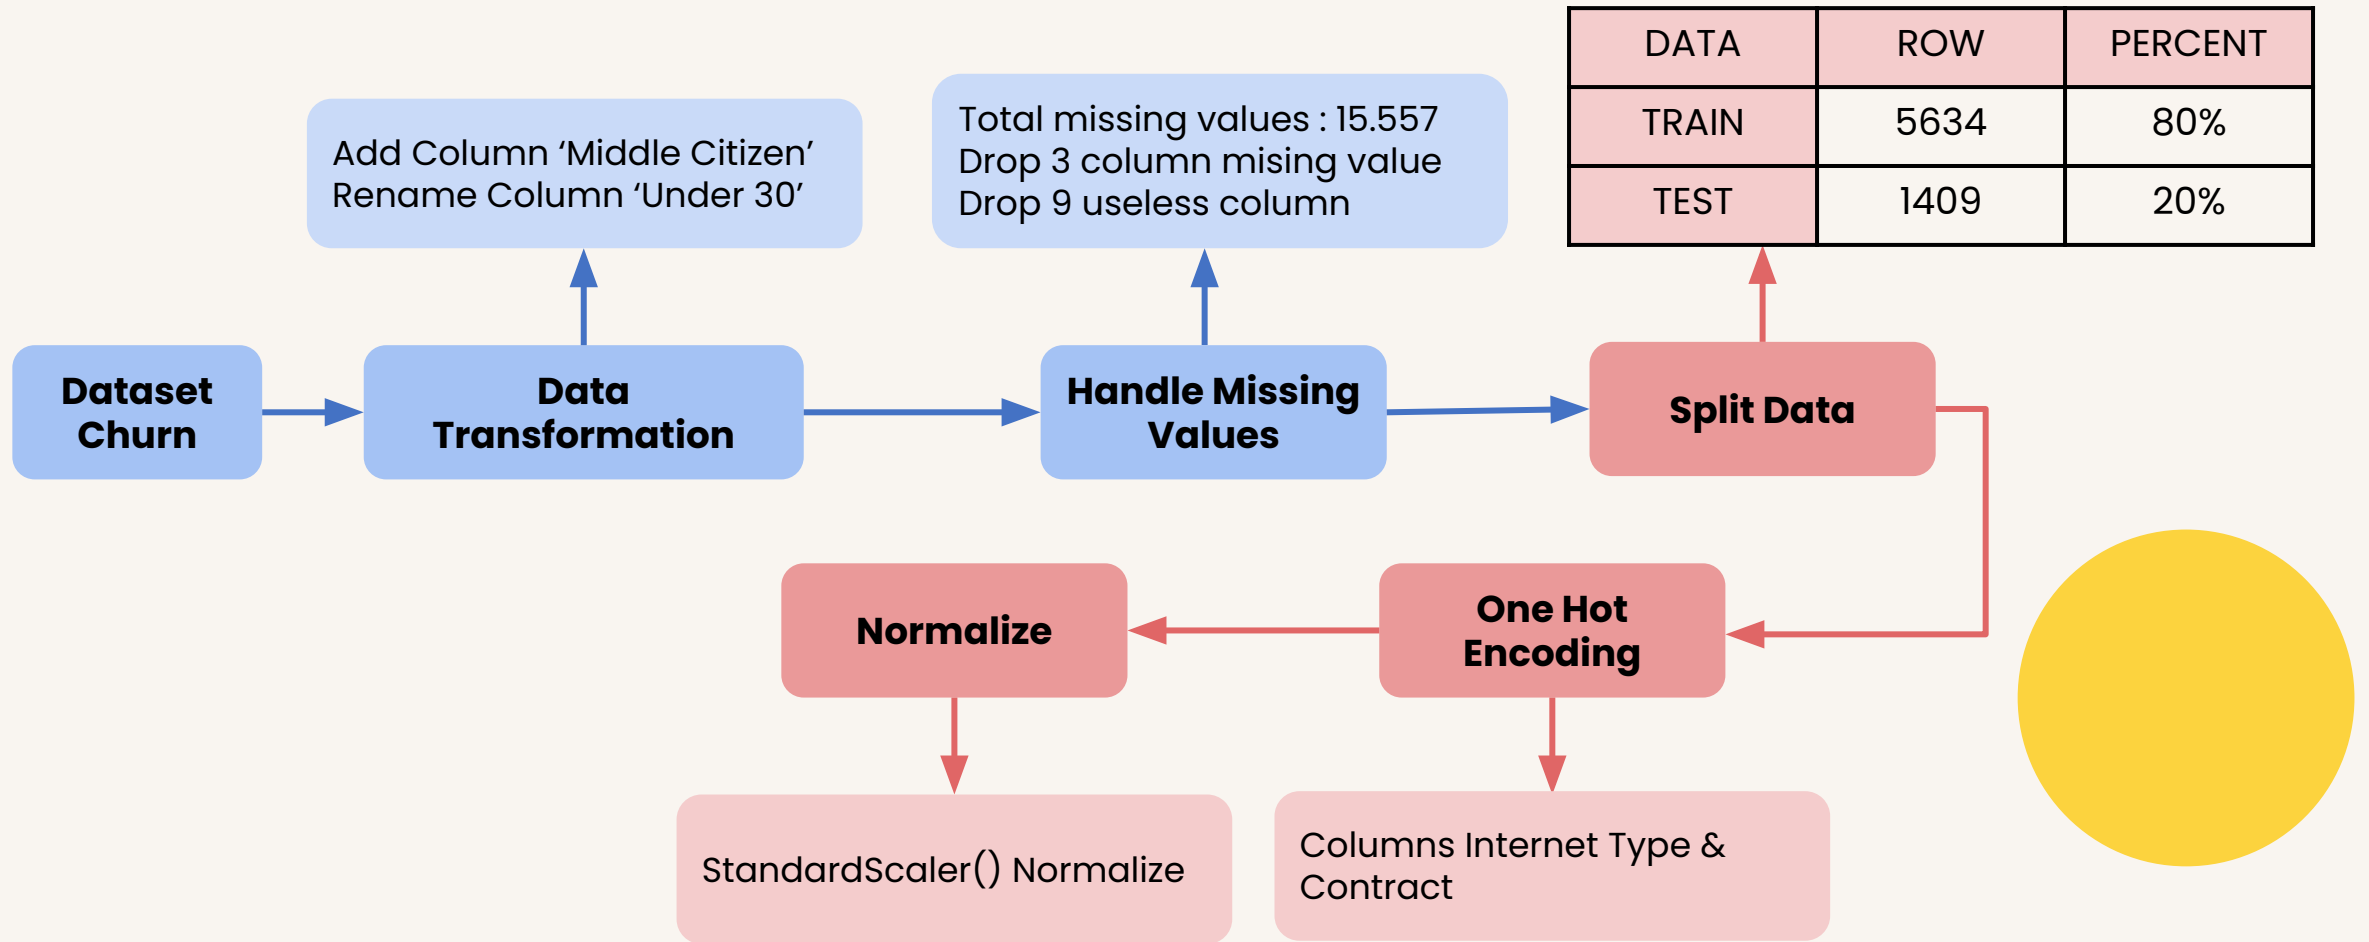 DATA ROW PERCENT
TRAIN 5634 80%
TEST 1409 20%
Add Column ‘Middle Citizen’
Rename Column ‘Under 30’
Total missing values : 15.557
Drop 3 column mising value
Drop 9 useless column
Dataset
Churn
Data
Transformation
Handle Missing
Values
Split Data
Normalize
One Hot
Encoding
StandardScaler() Normalize
Columns Internet Type &
Contract